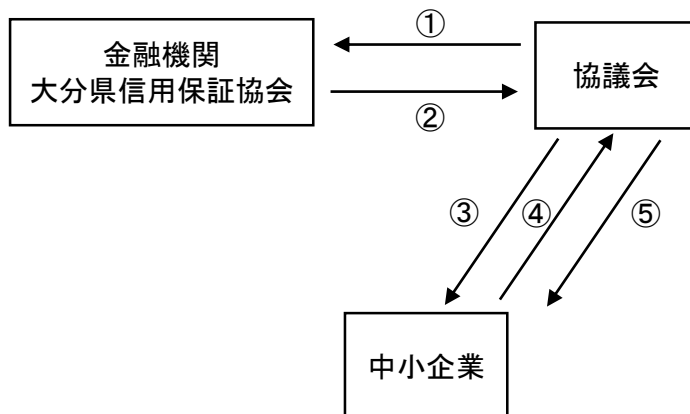 ①
金融機関
大分県信用保証協会
協議会
②
③
④
⑤
中小企業